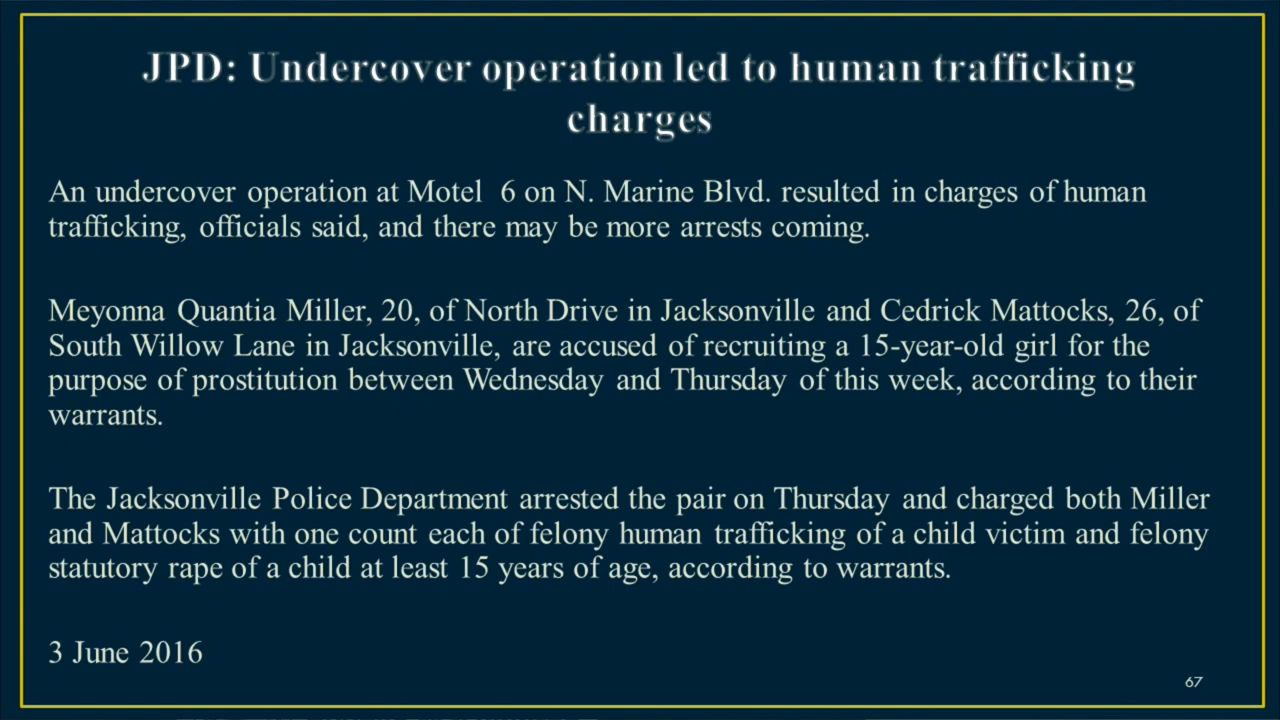 JPD: Undercover operation led to human trafficking
charges
An undercover operation at Motel 6 on N. Marine Blvd. resulted in charges of human
trafficking, officials said, and there may be more arrests coming.
Meyonna Quantia Miller, 20, of North Drive in Jacksonville and Cedrick Mattocks, 26, of
South Willow Lane in Jacksonville, are accused of recruiting a 15-year-old girl for the
purpose of prostitution between Wednesday and Thursday of this week, according to their
warrants.
The Jacksonville Police Department arrested the pair on Thursday and charged both Miller
and Mattocks with one count each of felony human trafficking of a child victim and felony
statutory rape of a child at least 15 years of age, according to warrants.
3 June 2016
67